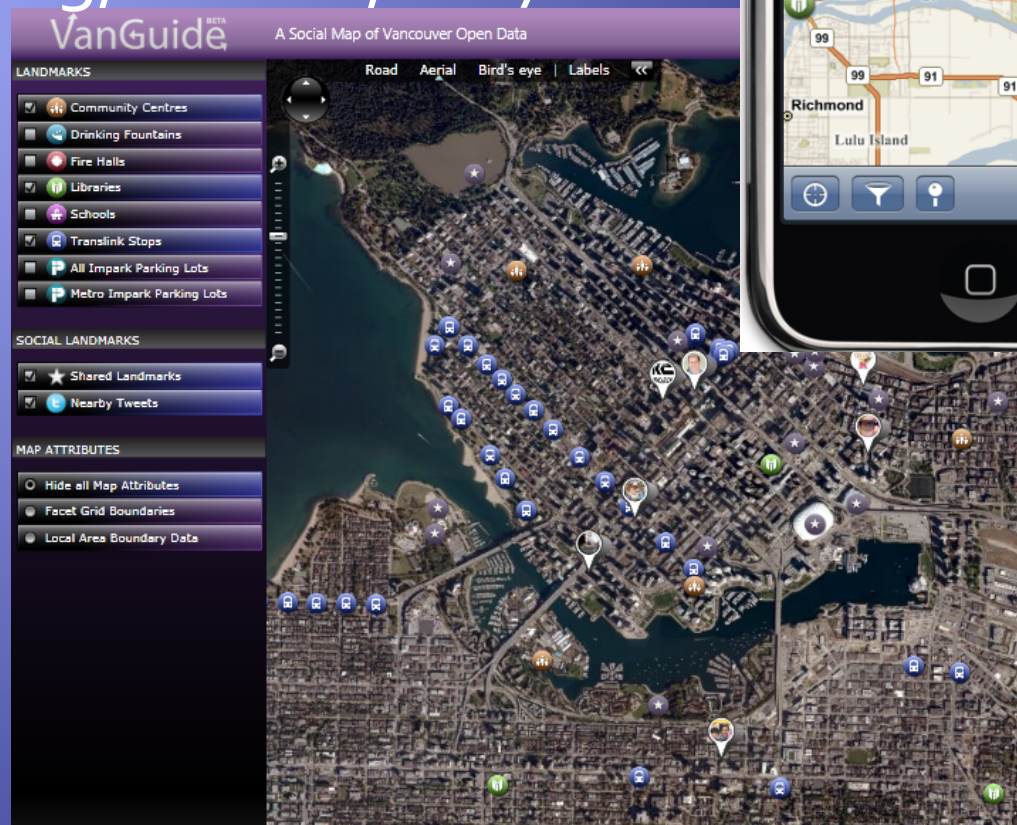 VanGuide BETA
A Social Map of Vancouver Open Data
LANDMARKS
Community Centres
Drinking Fountains
Fire Halls
Libraries
Schools
Translink Stops
All Impark Parking Lots
Metro Impark Parking Lots
SOCIAL LANDMARKS
Shared Landmarks
Nearby Tweets
MAP ATTRIBUTES
Hide all Map Attributes
Facet Grid Boundaries
Local Area Boundary Data
Road Aerial Bird's eye | Labels
99
99
91
91
Richmond
Lulu Island